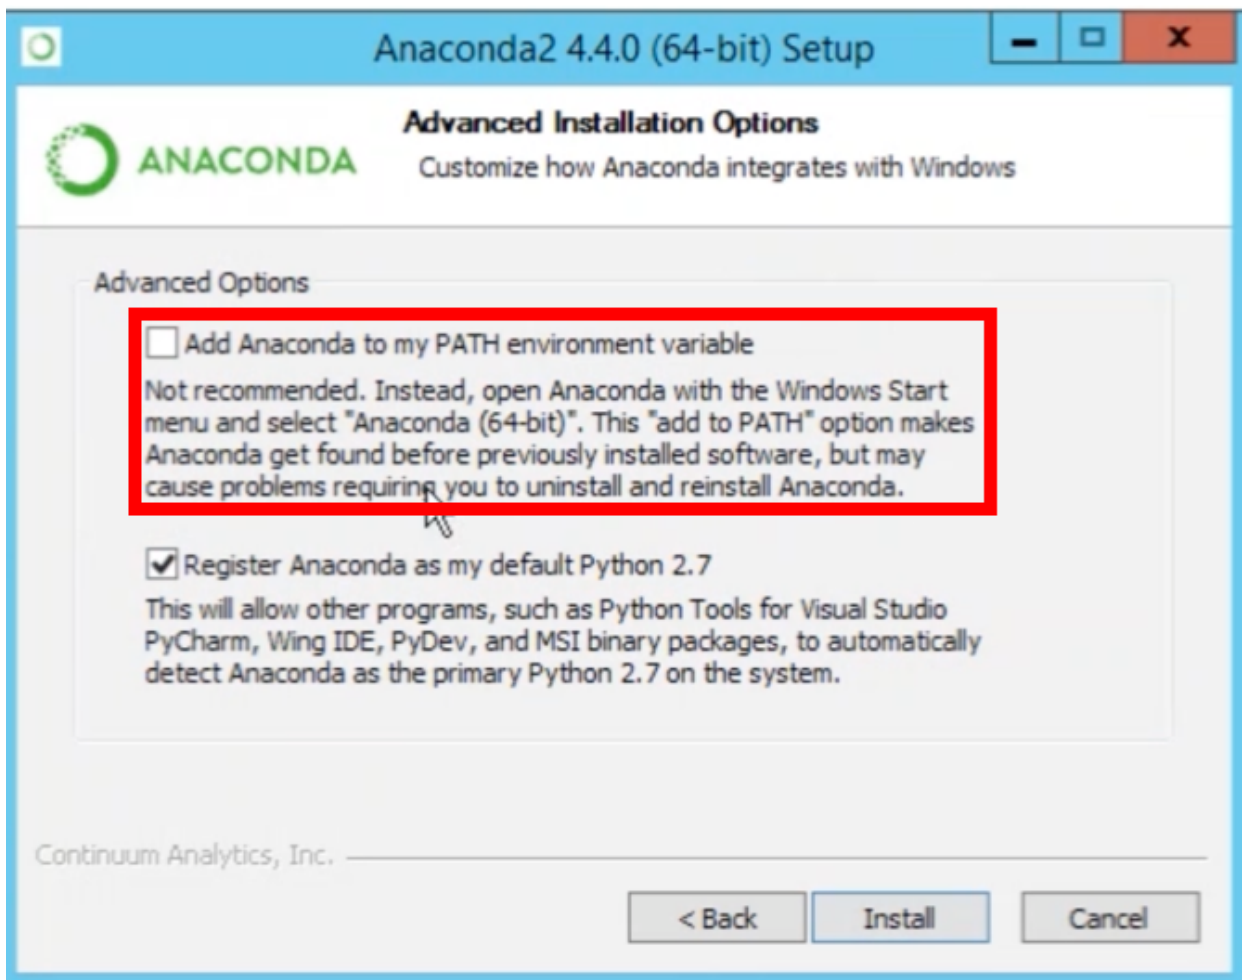 Anaconda2 4.4.0 (64-bit) Setup
ANACONDA
Advanced Installation Options
Customize how Anaconda integrates with Windows
Advanced Options
Add Anaconda to my PATH environment variable
Not recommended. Instead, open Anaconda with the Windows Start
menu and select "Anaconda (64-bit)". This "add to PATH" option makes
Anaconda get found before previously installed software, but may
cause problems requiring you to uninstall and reinstall Anaconda.
Register Anaconda as my default Python 2.7
This will allow other programs, such as Python Tools for Visual Studio
PyCharm, Wing IDE, PyDev, and MSI binary packages, to automatically
detect Anaconda as the primary Python 2.7 on the system.
Continuum Analytics, Inc.
< Back
Install
Cancel